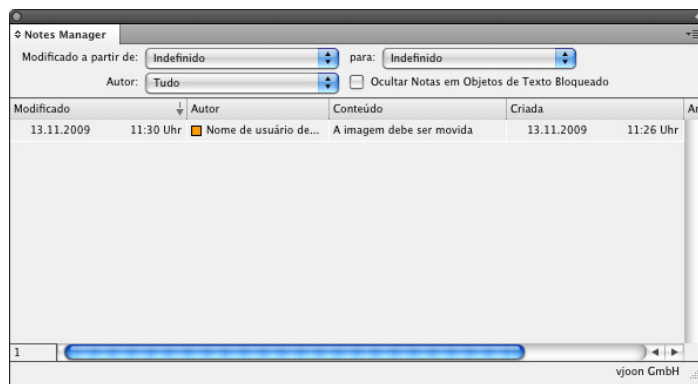 Notes Manager
Modificado a partir de: Indefinido para: Indefinido
Autor: Tudo Ocultar Notas em Objetos de Texto Bloqueado
Modificado Autor Conteúdo Criada Ar
13.11.2009 11:30 Uhr Nome de usuário de... A imagem debe ser movida 13.11.2009 11:26 Uhr
1
vjoon GmbH